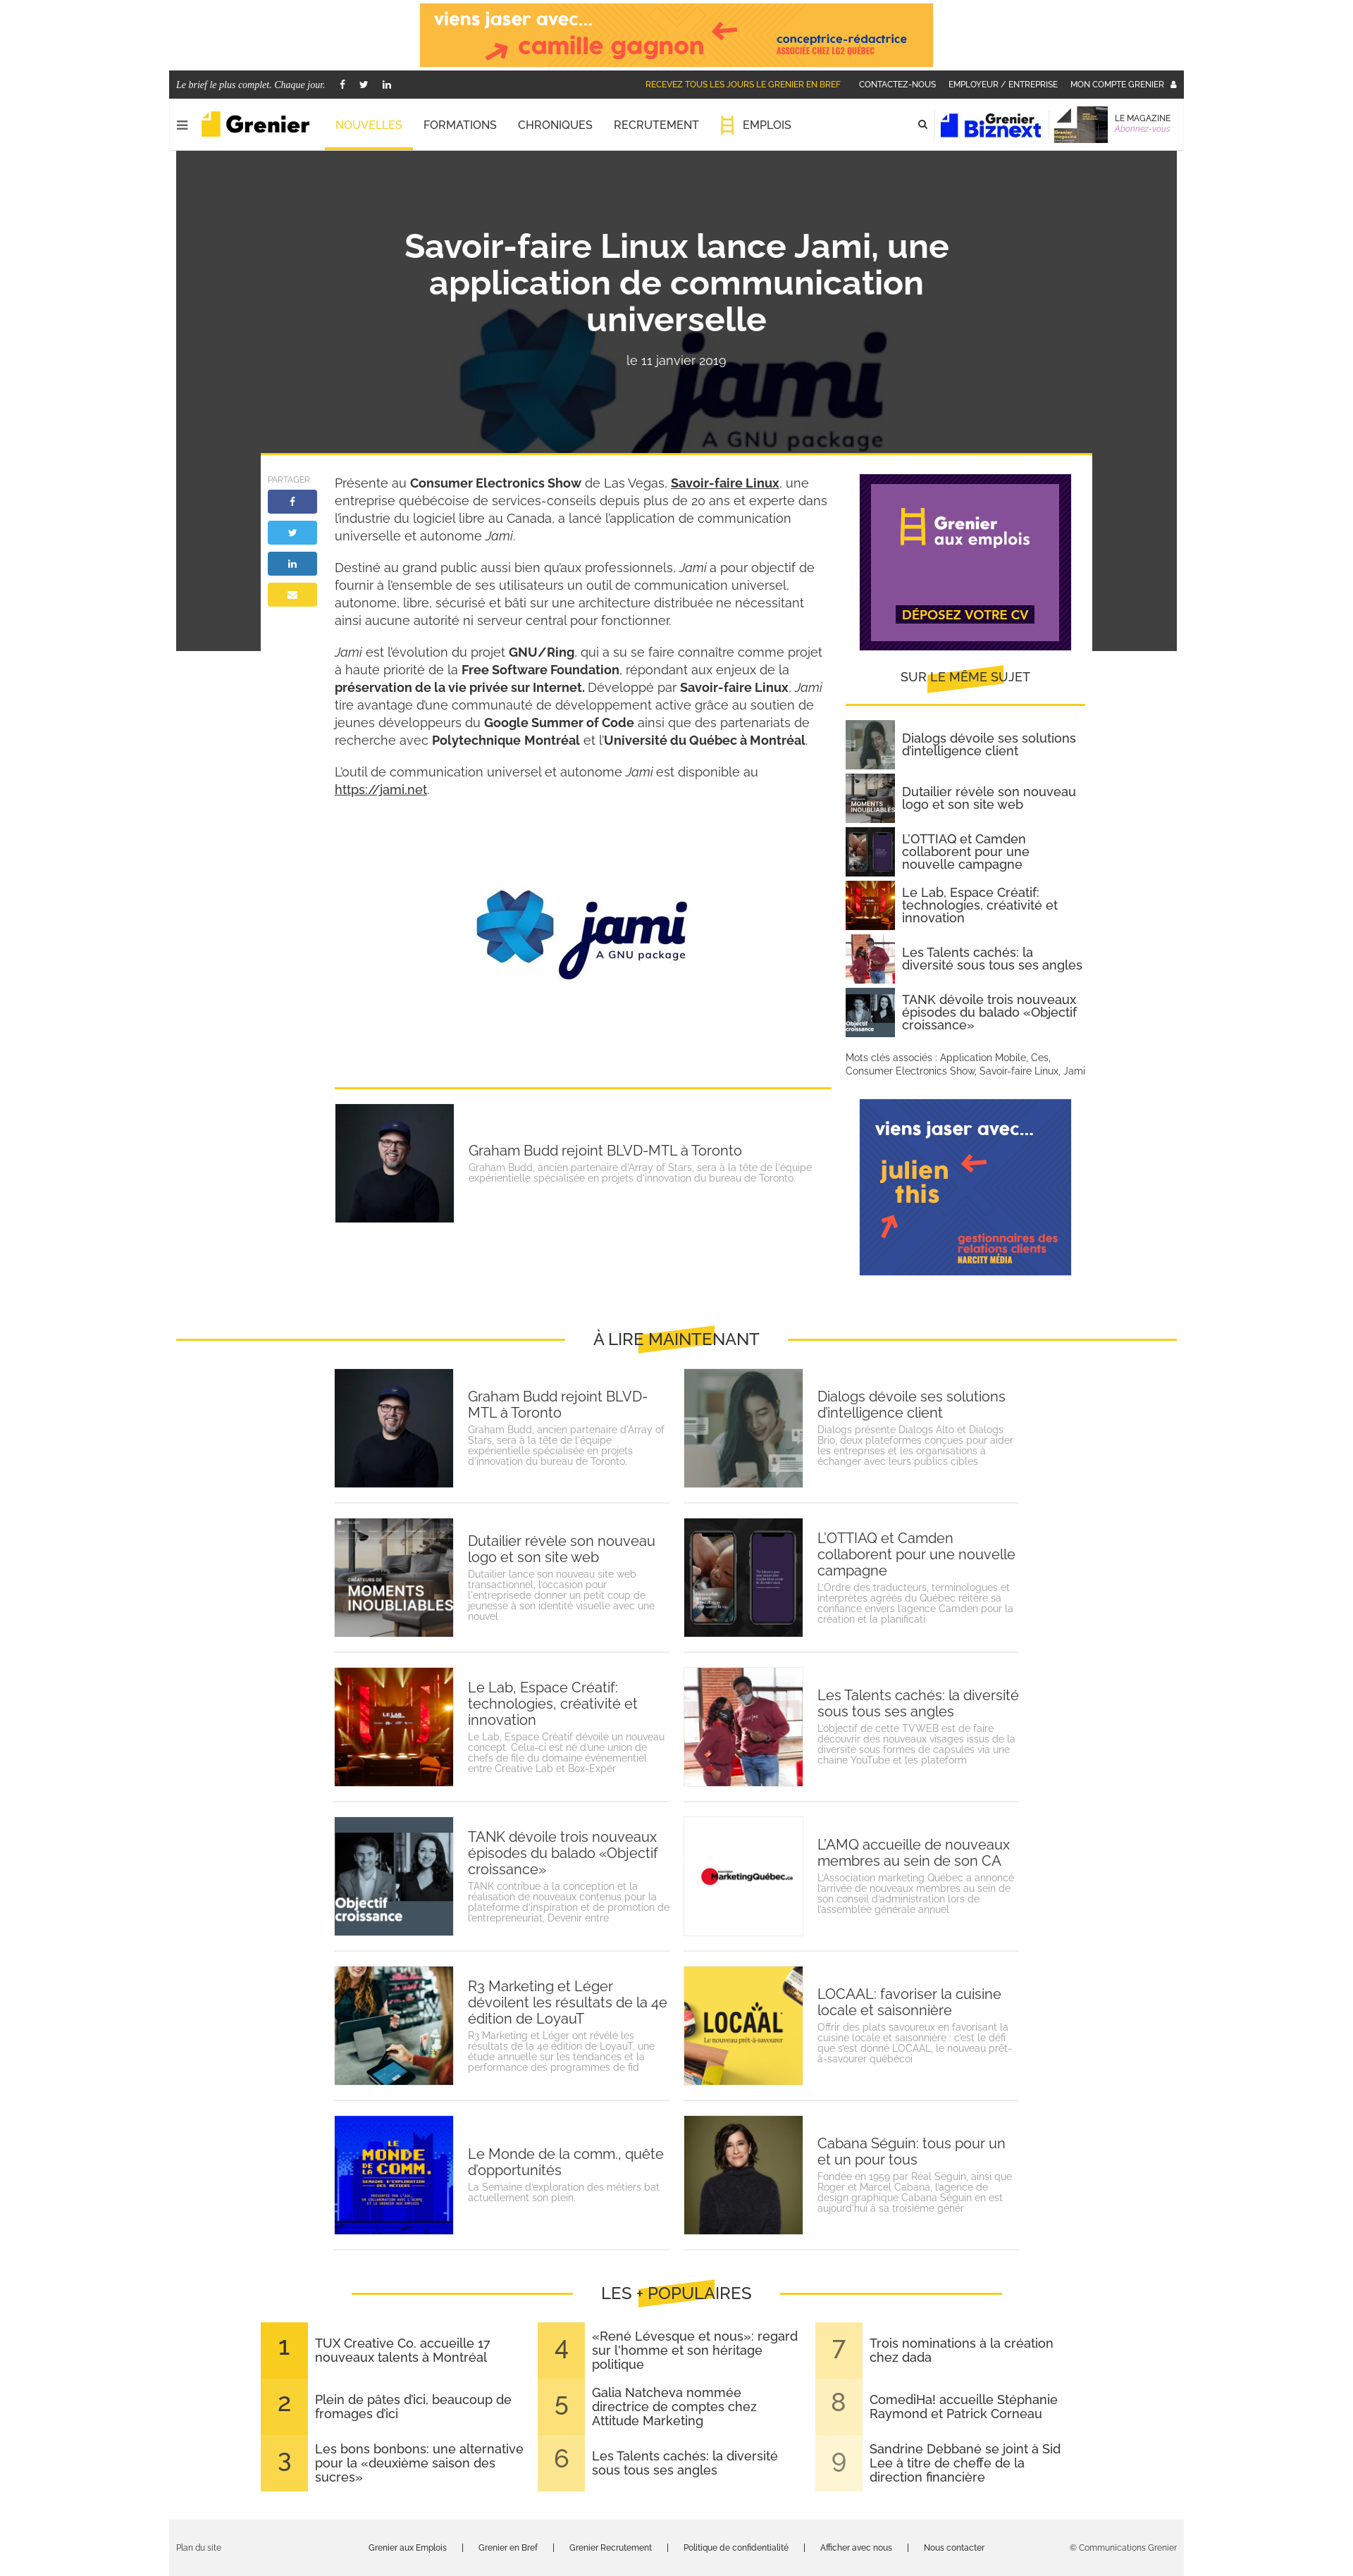 viens jaser avec...
camille gagnon
conceptrice-rédactrice
ASSOCIÉE CHEZ LG2 QUÉBEC
Le brief le plus complet. Chaque jour.
RECEVEZ TOUS LES JOURS LE GRENIER EN BREF
CONTACTEZ-NOUS
EMPLOYEUR / ENTREPRISE
MON COMPTE GRENIER
Grenier
NOUVELLES
FORMATIONS
CHRONIQUES
RECRUTEMENT
EMPLOIS
Grenier
Biznext
LE MAGAZINE
Abonnez-vous
Savoir-faire Linux lance Jami, une
application de communication
universelle
le 11 janvier 2019
jami
A GNU package
PARTAGER
Présente au Consumer Electronics Show de Las Vegas, Savoir-faire Linux, une
entreprise québécoise de services-conseils depuis plus de 20 ans et experte dans
l'industrie du logiciel libre au Canada, a lancé l'application de communication
universelle et autonome Jami.
Destiné au grand public aussi bien qu'aux professionnels, Jami a pour objectif de
fournir à l'ensemble de ses utilisateurs un outil de communication universel,
autonome, libre, sécurisé et bâti sur une architecture distribuée ne nécessitant
ainsi aucune autorité ni serveur central pour fonctionner.
Jami est l'évolution du projet GNU/Ring, qui a su se faire connaître comme projet
à haute priorité de la Free Software Foundation, répondant aux enjeux de la
préservation de la vie privée sur Internet. Développé par Savoir-faire Linux, Jami
tire avantage d'une communauté de développement active grâce au soutien de
jeunes développeurs du Google Summer of Code ainsi que des partenariats de
recherche avec Polytechnique Montréal et l'Université du Québec à Montréal.
L'outil de communication universel et autonome Jami est disponible au
https://jami.net.
jami
A GNU package
Graham Budd rejoint BLVD-MTL à Toronto
Graham Budd, ancien partenaire d'Array of Stars, sera à la tête de l'équipe
expérientielle spécialisée en projets d'innovation du bureau de Toronto.
Grenier
aux emplois
DÉPOSEZ VOTRE CV
SUR LE MÊME SUJET
Dialogs dévoile ses solutions
d'intelligence client
MOMENTS
INOUBLIABLES
Dutailier révèle son nouveau
logo et son site web
L'OTTIAQ et Camden
collaborent pour une
nouvelle campagne
Le Lab, Espace Créatif:
technologies, créativité et
innovation
Les Talents cachés: la
diversité sous tous ses angles
Objectif
croissance
TANK dévoile trois nouveaux
épisodes du balado «Objectif
croissance»
Mots clés associés : Application Mobile, Ces,
Consumer Electronics Show, Savoir-faire Linux, Jami
viens jaser avec...
julien
this
gestionnaires des
relations clients
NARCITY MÉDIA
À LIRE MAINTENANT
Graham Budd rejoint BLVD-
MTL à Toronto
Graham Budd, ancien partenaire d'Array of
Stars, sera à la tête de l'équipe
expérientielle spécialisée en projets
d'innovation du bureau de Toronto.
Dialogs dévoile ses solutions
d'intelligence client
Dialogs présente Dialogs Alto et Dialogs
Brio, deux plateformes conçues pour aider
les entreprises et les organisations à
échanger avec leurs publics cibles
CRÉATEURS DE
MOMENTS
INOUBLIABLES
Dutailier révèle son nouveau
logo et son site web
Dutailier lance son nouveau site web
transactionnel, l'occasion pour
l'entreprisede donner un petit coup de
jeunesse à son identité visuelle avec une
nouvel
L'OTTIAQ et Camden
collaborent pour une nouvelle
campagne
L'Ordre des traducteurs, terminologues et
interprètes agréés du Québec réitère sa
confiance envers l'agence Camden pour la
création et la planificati
LE LAB
Le Lab, Espace Créatif:
technologies, créativité et
innovation
Le Lab, Espace Créatif dévoile un nouveau
concept. Celui-ci est né d'une union de
chefs de file du domaine événementiel
entre Creative Lab et Box-Expér
Les Talents cachés: la diversité
sous tous ses angles
L'objectif de cette TVWEB est de faire
découvrir des nouveaux visages issus de la
diversité sous formes de capsules via une
chaine YouTube et les plateform
Objectif
croissance
TANK dévoile trois nouveaux
épisodes du balado «Objectif
croissance»
TANK contribue à la conception et la
réalisation de nouveaux contenus pour la
plateforme d'inspiration et de promotion de
l'entrepreneuriat, Devenir entre
MarketingQuébec.ca
L'AMQ accueille de nouveaux
membres au sein de son CA
L'Association marketing Québec a annoncé
l'arrivée de nouveaux membres au sein de
son conseil d'administration lors de
l'assemblée générale annuel
R3 Marketing et Léger
dévoilent les résultats de la 4e
édition de LoyauT
R3 Marketing et Léger ont révélé les
résultats de la 4e édition de LoyauT, une
étude annuelle sur les tendances et la
performance des programmes de fid
LOCAAL
Le nouveau prêt-à-savourer
LOCAAL: favoriser la cuisine
locale et saisonnière
Offrir des plats savoureux en favorisant la
cuisine locale et saisonnière : c'est le défi
que s'est donné LOCAAL, le nouveau prêt-
à-savourer québécoi
LE
MONDE
DE LA COMM.
SEMAINE D'EXPLORATION
DES MÉTIERS
Le Monde de la comm., quête
d'opportunités
La Semaine d'exploration des métiers bat
actuellement son plein.
Cabana Séguin: tous pour un
et un pour tous
Fondée en 1959 par Réal Séguin, ainsi que
Roger et Marcel Cabana, l'agence de
design graphique Cabana Séguin en est
aujourd'hui à sa troisième génér
LES + POPULAIRES
1
TUX Creative Co. accueille 17
nouveaux talents à Montréal
2
Plein de pâtes d'ici, beaucoup de
fromages d'ici
3
Les bons bonbons: une alternative
pour la «deuxième saison des
sucres»
4
«René Lévesque et nous»: regard
sur l'homme et son héritage
politique
5
Galia Natcheva nommée
directrice de comptes chez
Attitude Marketing
6
Les Talents cachés: la diversité
sous tous ses angles
7
Trois nominations à la création
chez dada
8
ComediHa! accueille Stéphanie
Raymond et Patrick Corneau
9
Sandrine Debbané se joint à Sid
Lee à titre de cheffe de la
direction financière
Plan du site
Grenier aux Emplois | Grenier en Bref | Grenier Recrutement | Politique de confidentialité | Afficher avec nous | Nous contacter
© Communications Grenier